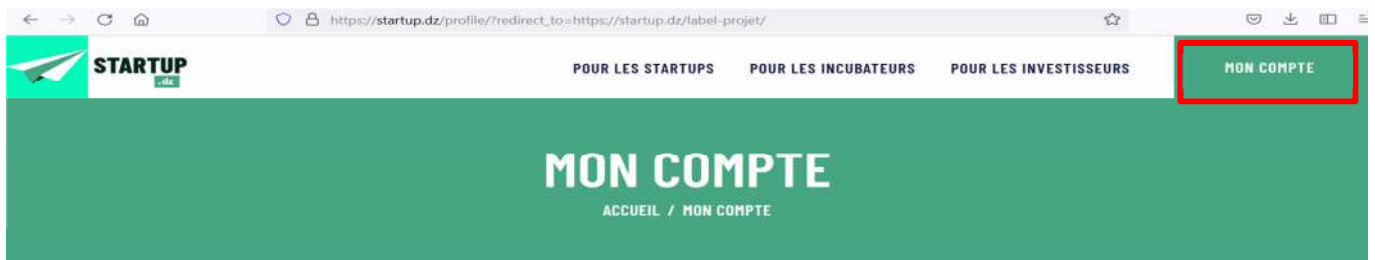 https://startup.dz/profile/?redirect_to=https://startup.dz/label-projet/
STARTUP
.dz
POUR LES STARTUPS POUR LES INCUBATEURS POUR LES INVESTISSEURS MON COMPTE
MON COMPTE
ACCUEIL / MON COMPTE